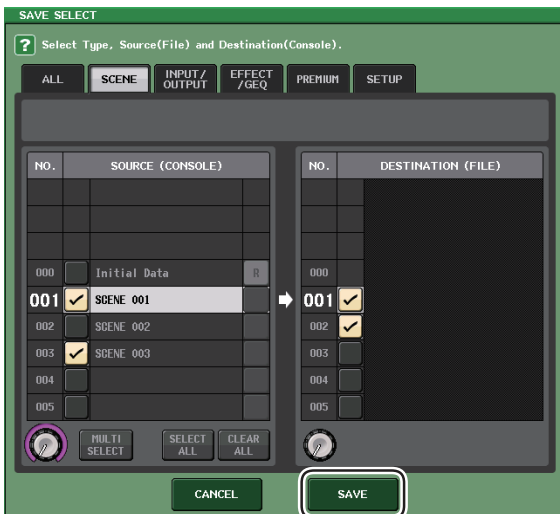 SAVE SELECT
? Select Type, Source(File) and Destination(Console).
ALL SCENE INPUT/ OUTPUT EFFECT /GEQ PREMIUM SETUP
NO. SOURCE (CONSOLE) NO. DESTINATION (FILE)
000 Initial Data R 000
001 SCENE 001 001
002 SCENE 002 002
003 SCENE 003 003
004 004
005 005
MULTI SELECT SELECT ALL CLEAR ALL
CANCEL SAVE